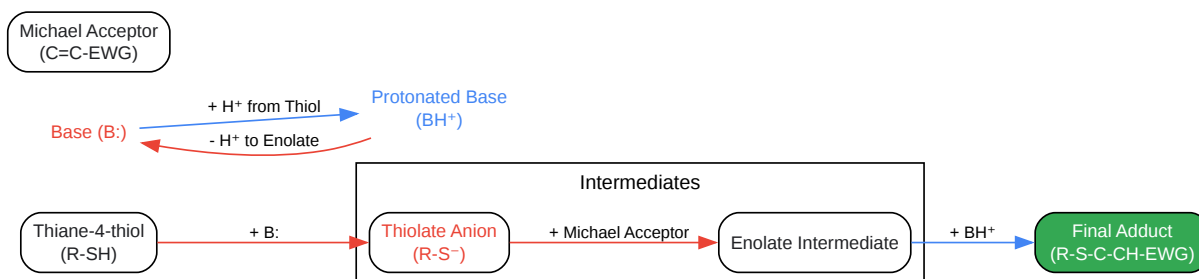 Michael Acceptor
(C=C-EWG)
+ H⁺ from Thiol
Protonated Base
(BH⁺)
Base (B:)
- H⁺ to Enolate
Intermediates
Thiane-4-thiol
(R-SH)
+ B:
Thiolate Anion
(R-S⁻)
+ Michael Acceptor
Enolate Intermediate
+ BH⁺
Final Adduct
(R-S-C-CH-EWG)